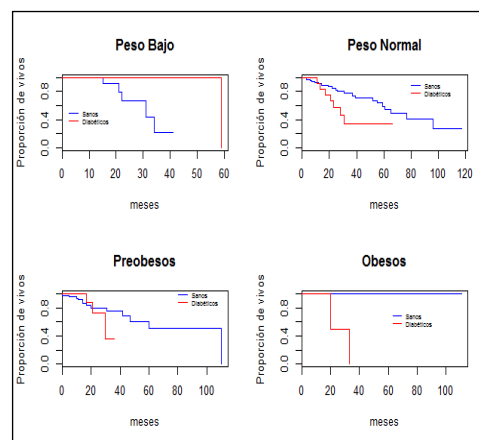 Peso Bajo
Proporción de vivos
0.0 0.4 0.8
Sanos
Diabéticos
0 10 20 30 40 50 60
meses
Peso Normal
Proporción de vivos
0.0 0.4 0.8
Sanos
Diabéticos
0 20 40 60 80 100 120
meses
Preobesos
Proporción de vivos
0.0 0.4 0.8
Sanos
Diabéticos
0 20 40 60 80 100
meses
Obesos
Proporción de vivos
0.0 0.4 0.8
Sanos
Diabéticos
0 20 40 60 80 100
meses